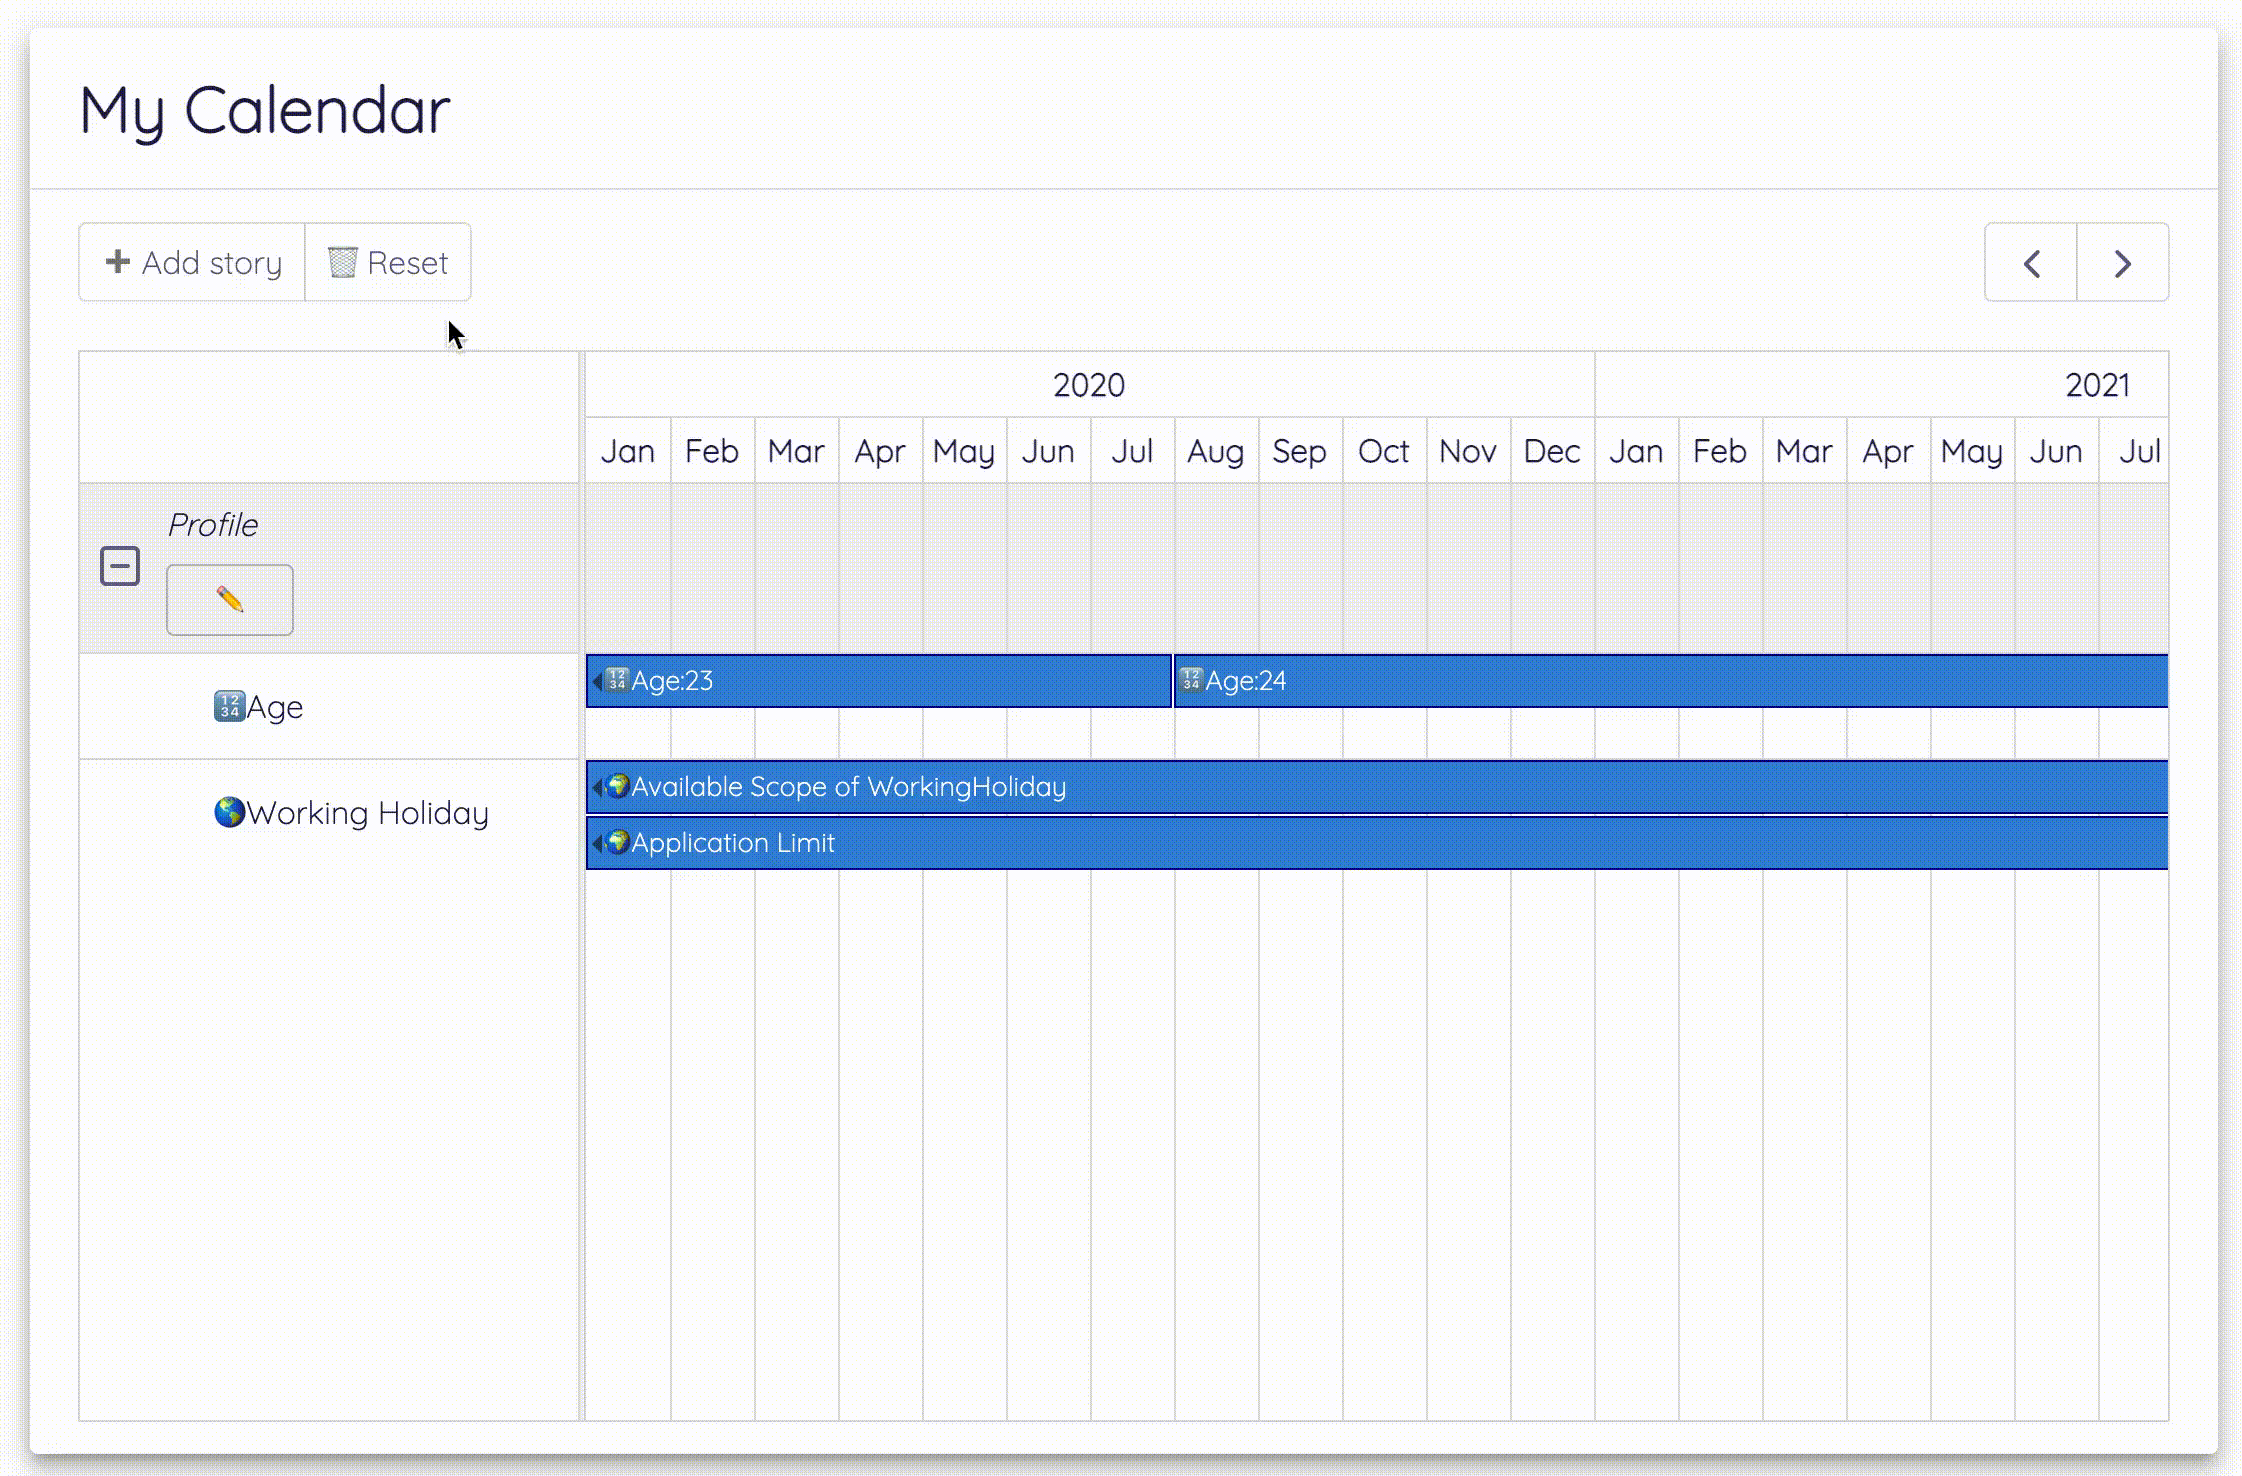 My Calendar
Add story
Reset
2020 2021
Jan Feb Mar Apr May Jun Jul Aug Sep Oct Nov Dec Jan Feb Mar Apr May Jun Jul
Profile
Age
Age:23 Age:24
Working Holiday
Available Scope of WorkingHoliday
Application Limit